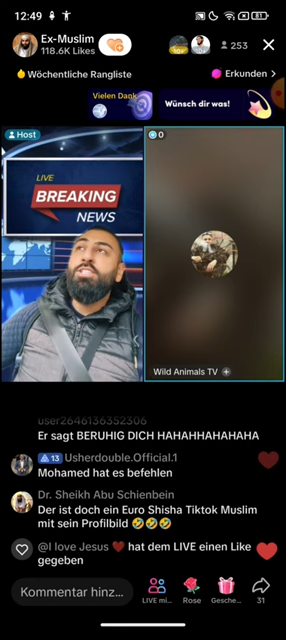 12:49
81
Ex-Muslim
118.6K Likes
253
Wöchentliche Rangliste
Erkunden >
Vielen Dank
Wünsch dir was!
Host
0
LIVE
BREAKING
NEWS
Wild Animals TV +
user2646136352306
Er sagt BERUHIG DICH HAHAHHAHAHAHA
13 Usherdouble.Official.1
Mohamed hat es befehlen
Dr. Sheikh Abu Schienbein
Der ist doch ein Euro Shisha Tiktok Muslim
mit sein Profilbild 🤣🤣🤣
@I love Jesus ❤️ hat dem LIVE einen Like
gegeben
Kommentar hinz...
LIVE mi...
Rose
Gesche...
31